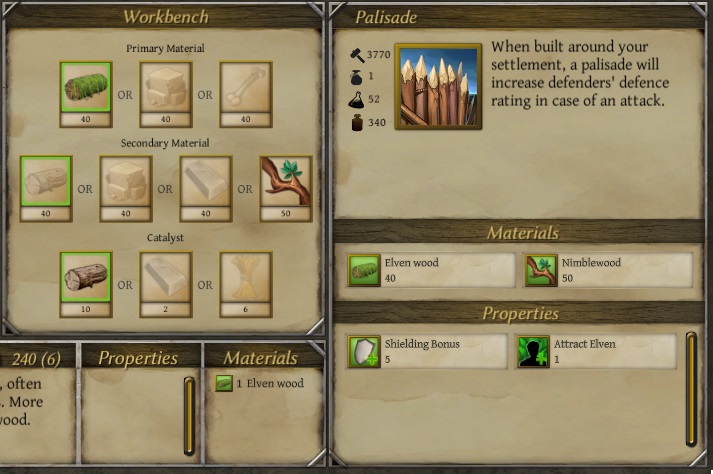 Workbench
Primary Material
OR
OR
40
40
40
Secondary Material
OR
OR
OR
40
40
40
50
Catalyst
OR
OR
10
2
6
240 (6)
, often
. More
wood.
Properties
Materials
1 Elven wood
Palisade
3770
1
52
340
When built around your
settlement, a palisade will
increase defenders' defence
rating in case of an attack.
Materials
Elven wood
40
Nimblewood
50
Properties
Shielding Bonus
5
Attract Elven
1